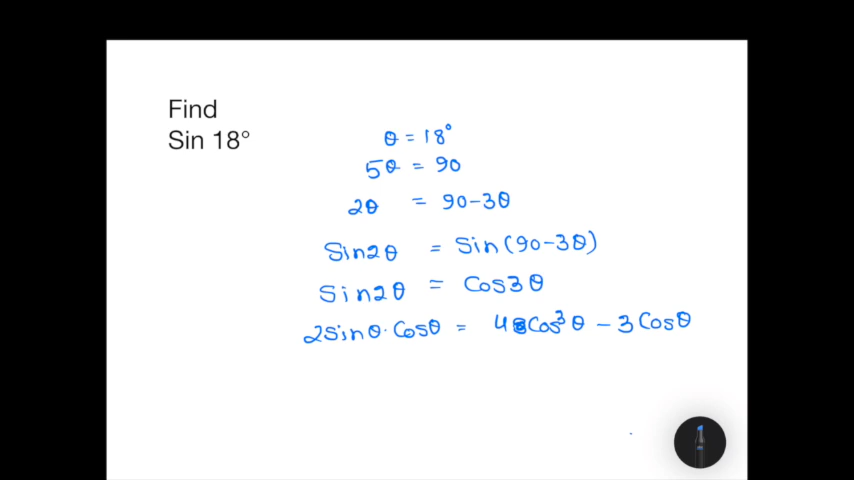 Find
Sin 18°
θ = 18°
5θ = 90
2θ = 90-3θ
Sin2θ = Sin(90-3θ)
Sin2θ = Cos3θ
2Sinθ·Cosθ = 4Cos³θ - 3Cosθ